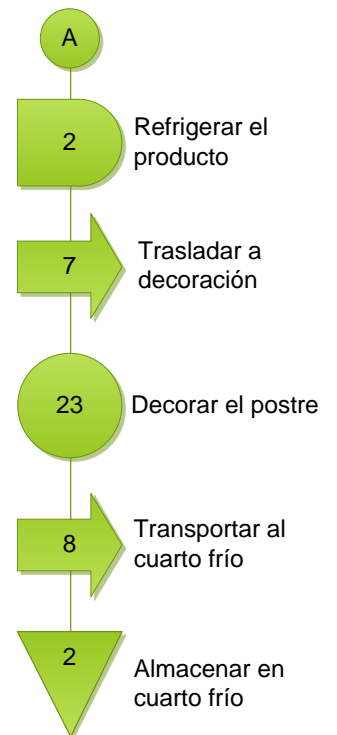 A
2
Refrigerar el
producto
7
Trasladar a
decoración
23
Decorar el postre
8
Transportar al
cuarto frío
2
Almacenar en
cuarto frío